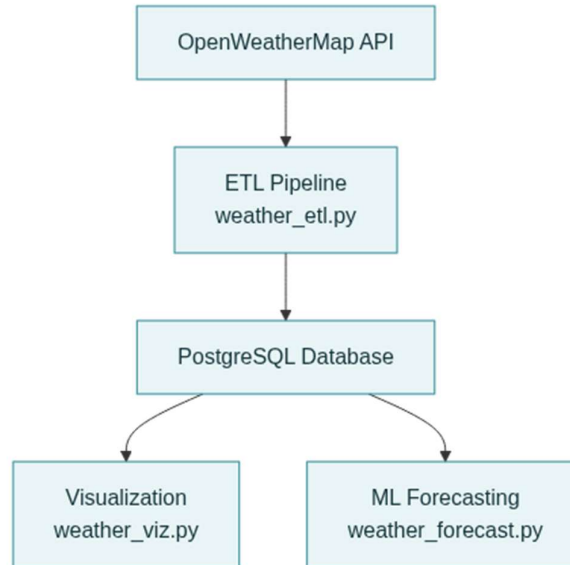 OpenWeatherMap API
ETL Pipeline
weather_etl.py
PostgreSQL Database
Visualization
weather_viz.py
ML Forecasting
weather_forecast.py